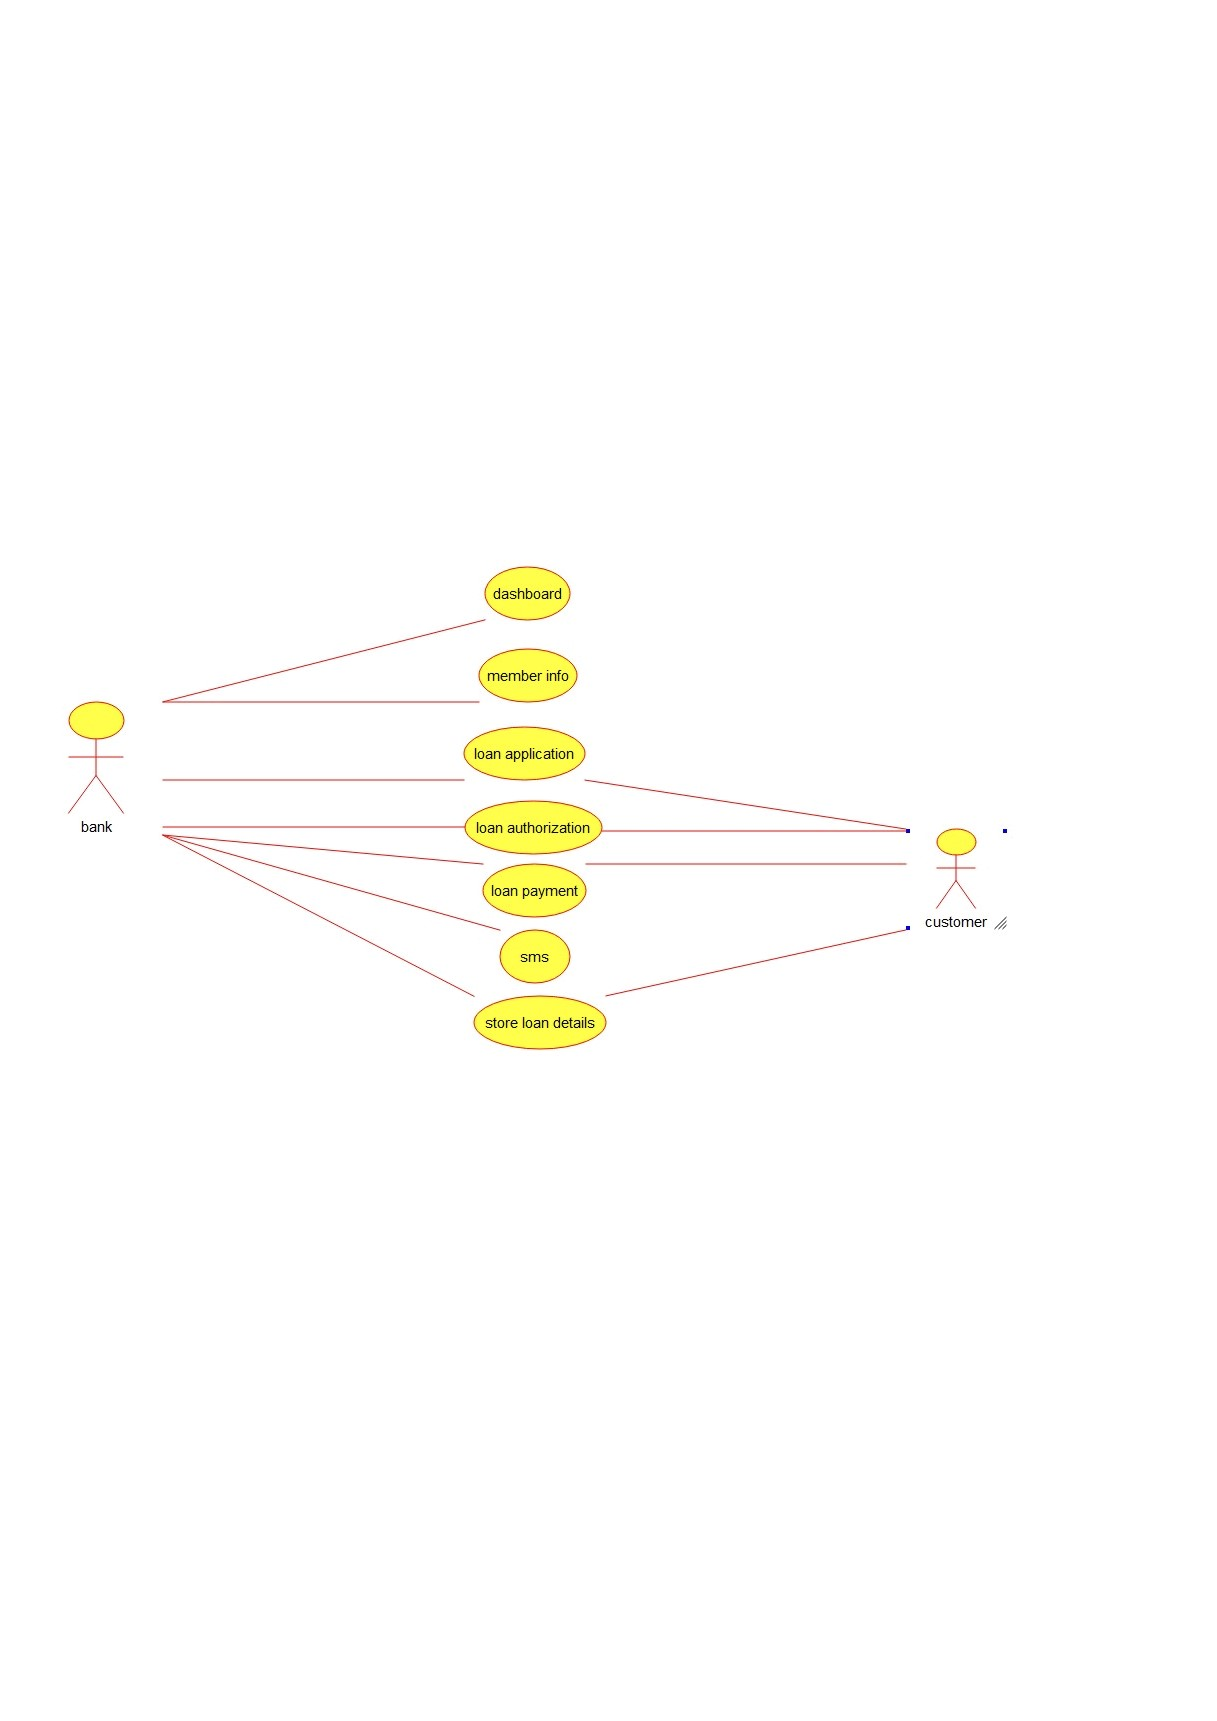 dashboard
member info
loan application
bank
loan authorization
loan payment
customer
sms
store loan details